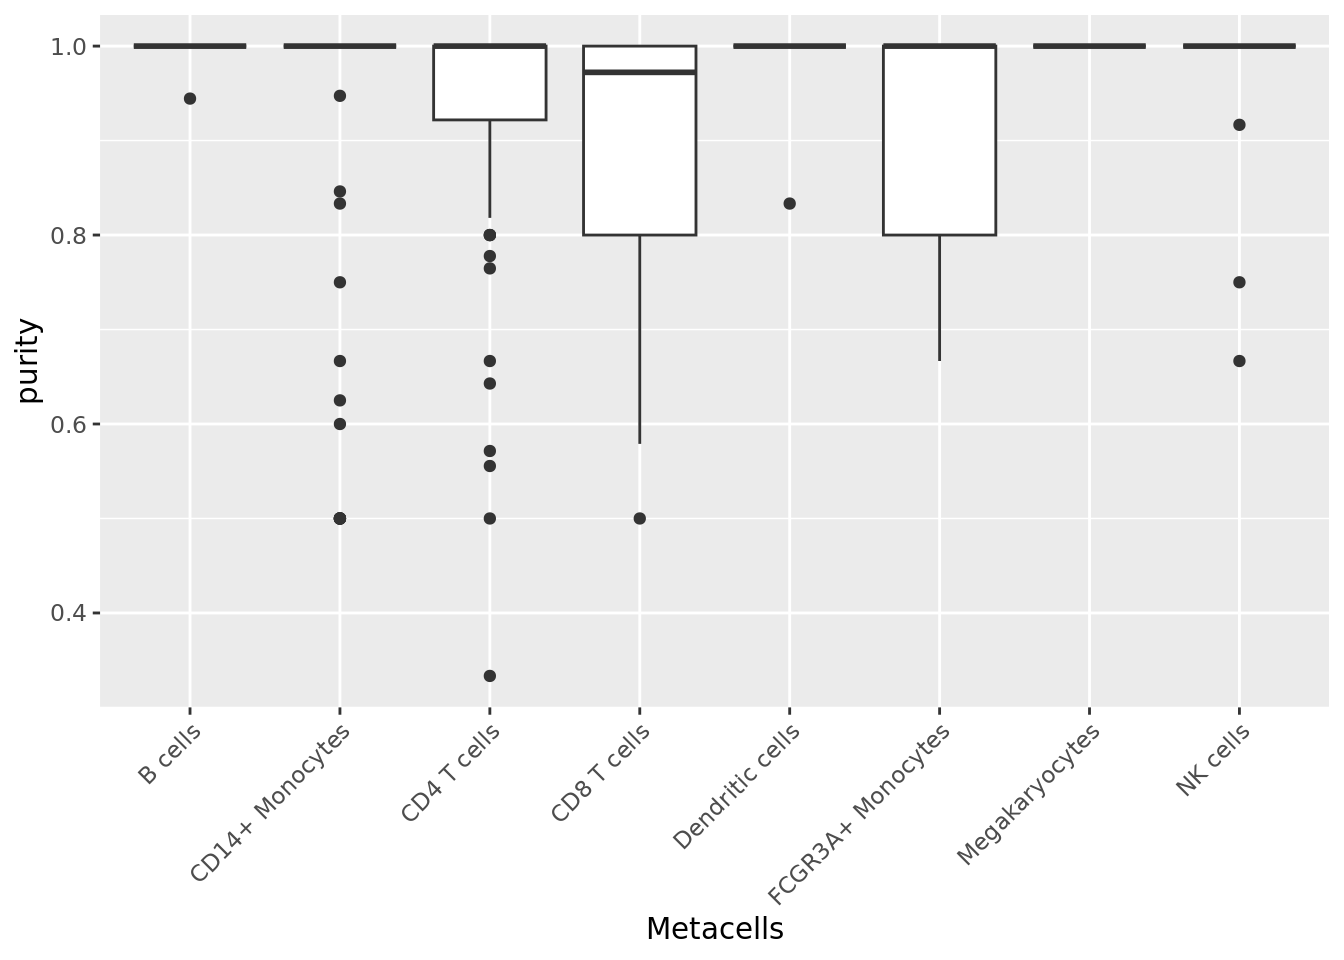 1.0
0.8
0.6
0.4
purity
B cells
CD14+ Monocytes
CD4 T cells
CD8 T cells
Dendritic cells
FCGR3A+ Monocytes
Megakaryocytes
NK cells
Metacells